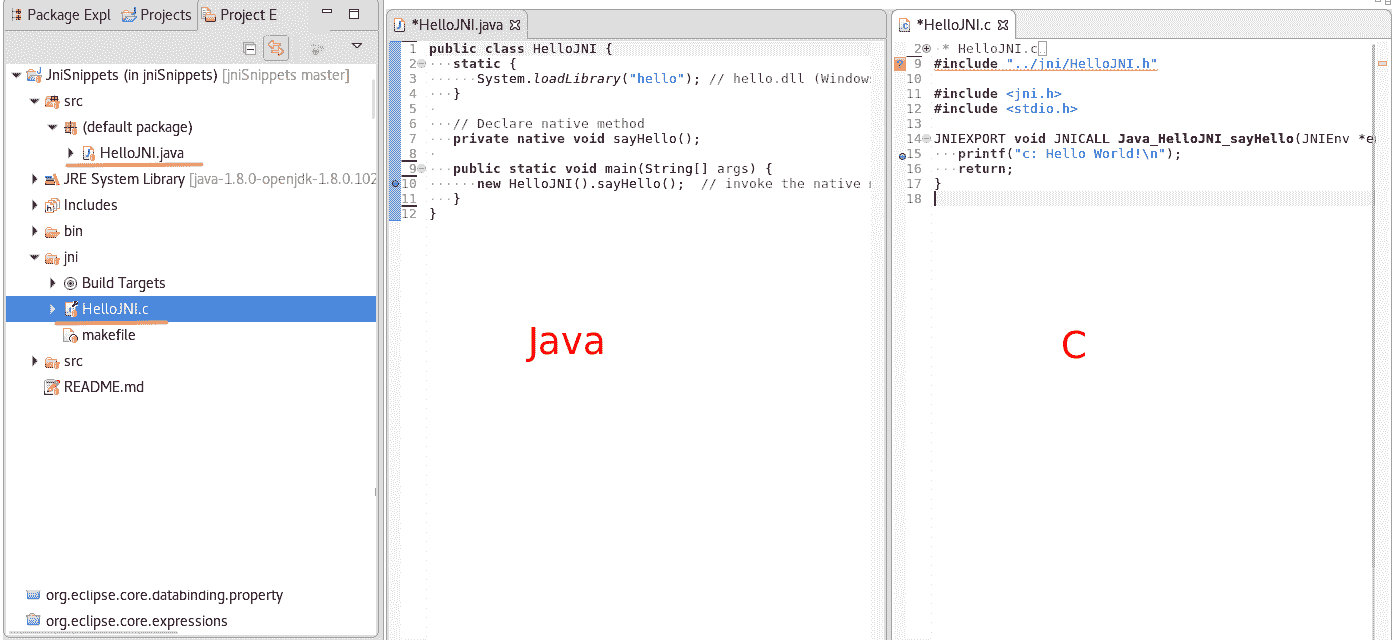 Package Expl Projects Project E
JniSnippets (in jniSnippets) [jniSnippets master]
src
(default package)
HelloJNI.java
JRE System Library [java-1.8.0-openjdk-1.8.0.102
Includes
bin
jni
Build Targets
HelloJNI.c
makefile
src
README.md
org.eclipse.core.databinding.property
org.eclipse.core.expressions
*HelloJNI.java
1 public class HelloJNI {
2 static {
3 System.loadLibrary("hello"); // hello.dll (Window
4 }
5
6 // Declare native method
7 private native void sayHello();
8
9 public static void main(String[] args) {
10 new HelloJNI().sayHello(); // invoke the native
11 }
12 }
Java
*HelloJNI.c
2 * HelloJNI.c
9 #include "../jni/HelloJNI.h"
10
11 #include <jni.h>
12 #include <stdio.h>
13
14 JNIEXPORT void JNICALL Java_HelloJNI_sayHello(JNIEnv *e
15 printf("c: Hello World!\n");
16 return;
17 }
18
C